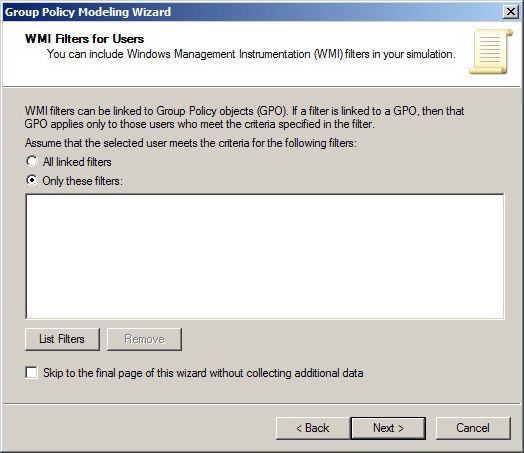 Group Policy Modeling Wizard
WMI Filters for Users
You can include Windows Management Instrumentation (WMI) filters in your simulation.
WMI filters can be linked to Group Policy objects (GPO). If a filter is linked to a GPO, then that
GPO applies only to those users who meet the criteria specified in the filter.
Assume that the selected user meets the criteria for the following filters:
All linked filters
Only these filters:
List Filters
Remove
Skip to the final page of this wizard without collecting additional data
< Back
Next >
Cancel